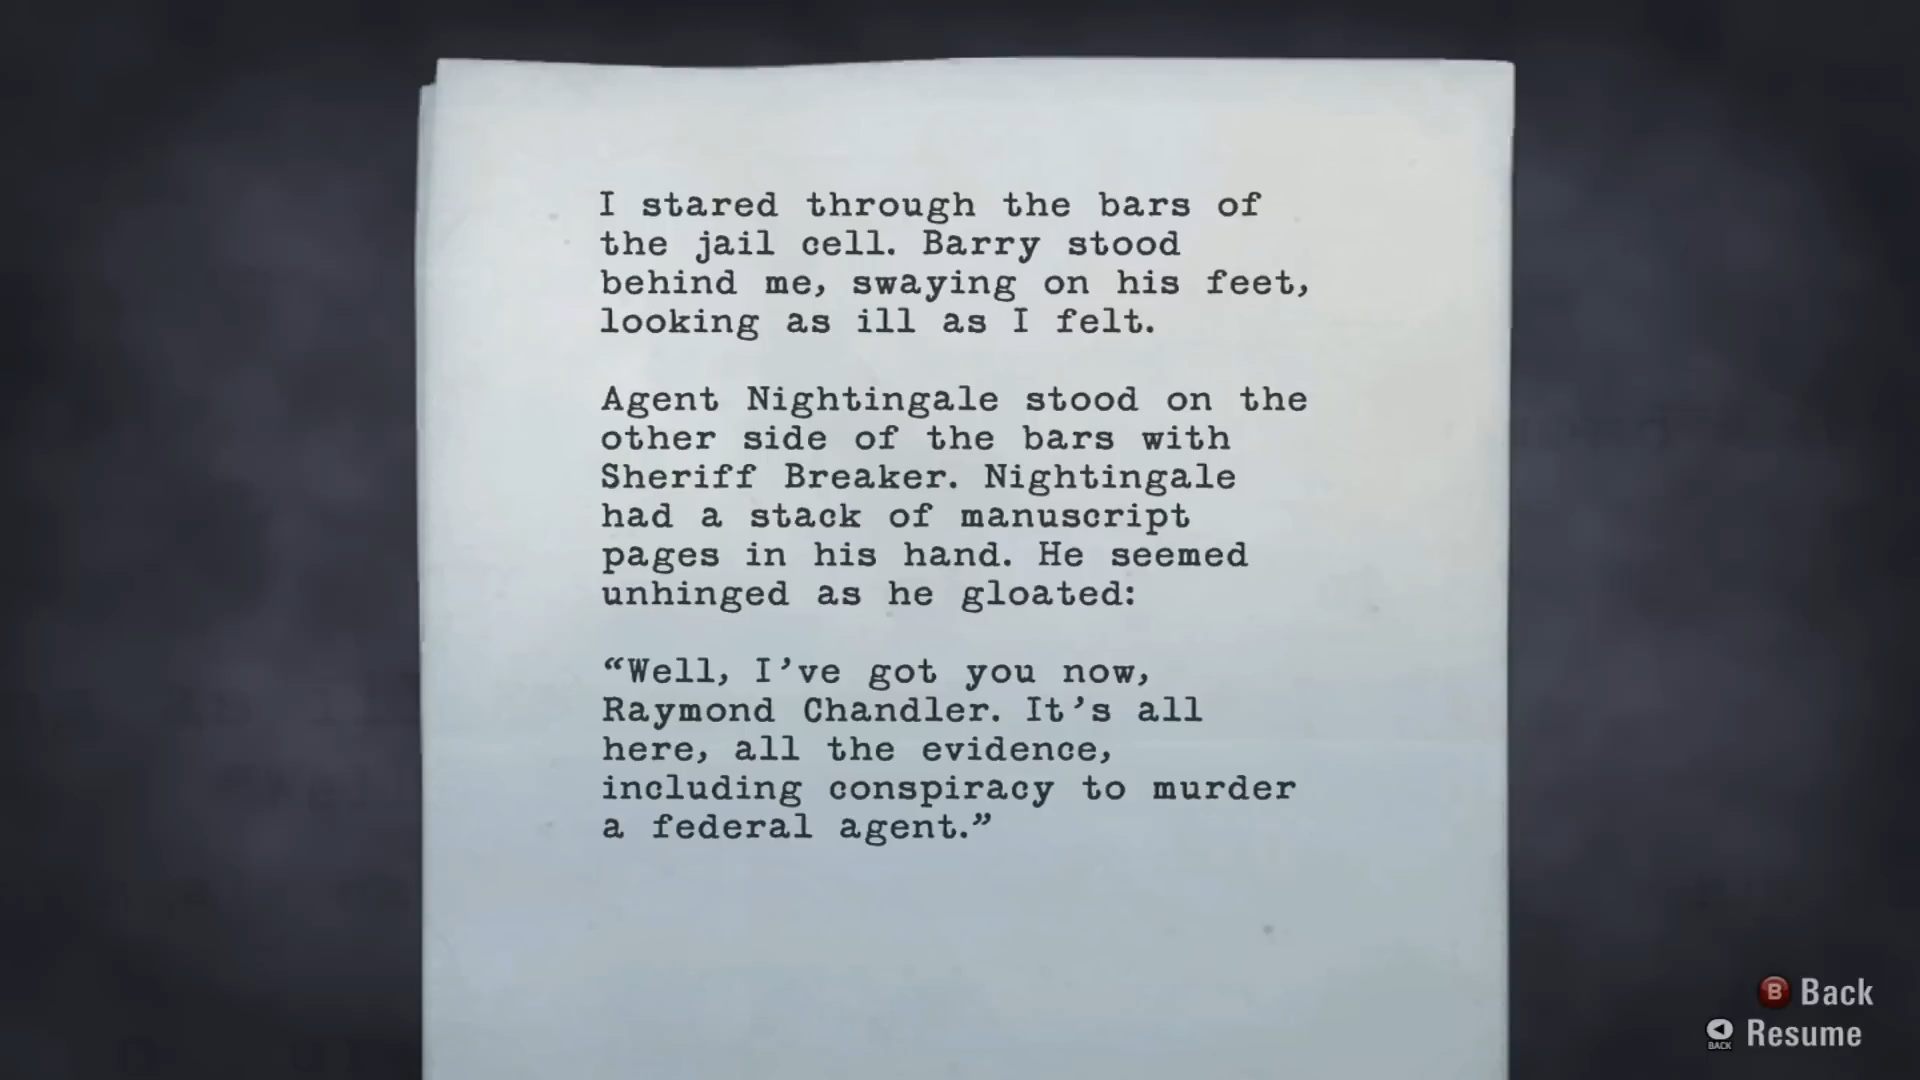 I stared through the bars of
the jail cell. Barry stood
behind me, swaying on his feet,
looking as ill as I felt.
Agent Nightingale stood on the
other side of the bars with
Sheriff Breaker. Nightingale
had a stack of manuscript
pages in his hand. He seemed
unhinged as he gloated:
“Well, I’ve got you now,
Raymond Chandler. It’s all
here, all the evidence,
including conspiracy to murder
a federal agent.”
B Back
BACK Resume